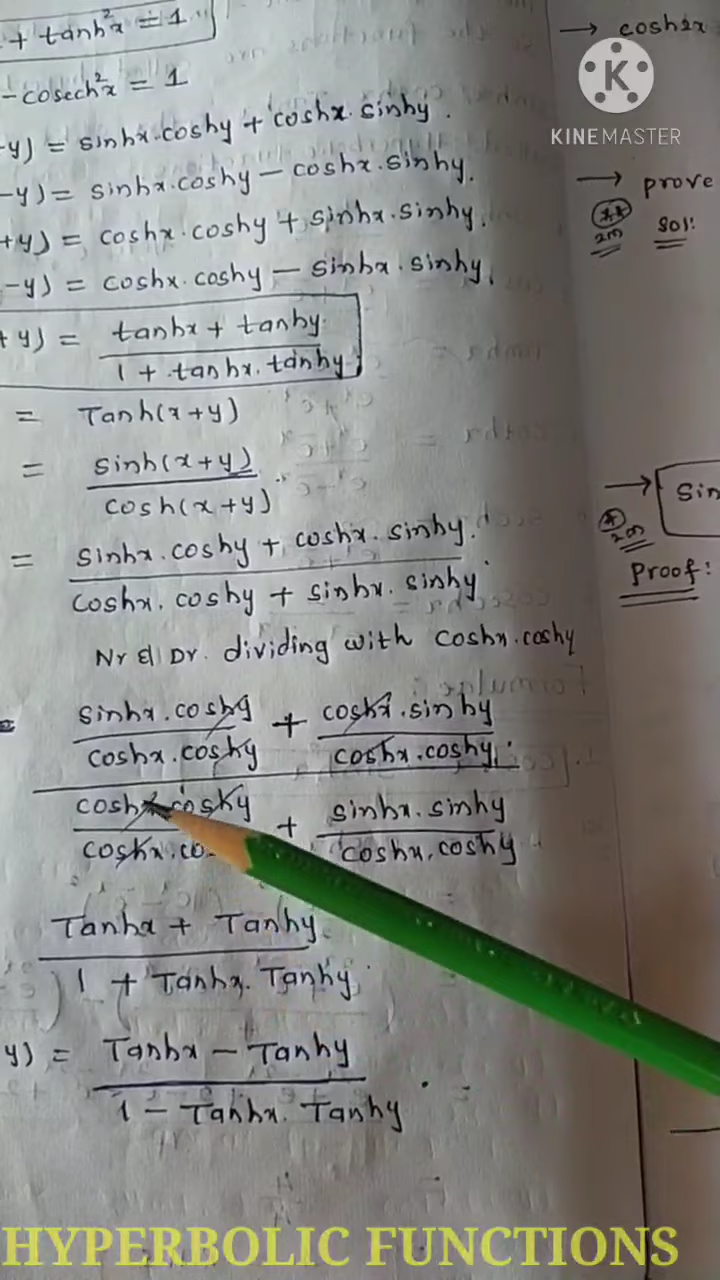 + tanh²x = 1
- cosech²x = 1
-y) = sinhx.coshy + coshx.sinhy.
-y) = sinhx.coshy - coshx.sinhy.
+y) = coshx.coshy + sinhx.sinhy.
-y) = coshx.coshy - sinhx.sinhy.
+y) = tanhx + tanhy
1 + tanhx.tanhy
= Tanh(x+y)
= sinh(x+y)
cosh(x+y)
= sinhx.coshy + coshx.sinhy
coshx.coshy + sinhx.sinhy
Nr & Dr. dividing with coshx.coshy
= sinhx.coshy + coshx.sinhy
coshx.coshy coshx.coshy
coshx coshy + sinhx.sinhy
coshx.co coshx.coshy
Tanhx + Tanhy
1 + Tanhx.Tanhy
y) = Tanhx - Tanhy
1 - Tanhx.Tanhy
→ cosh2x
K
KINEMASTER
→ prove
2m
Sol:
→ Sin
2m
Proof:
HYPERBOLIC FUNCTIONS